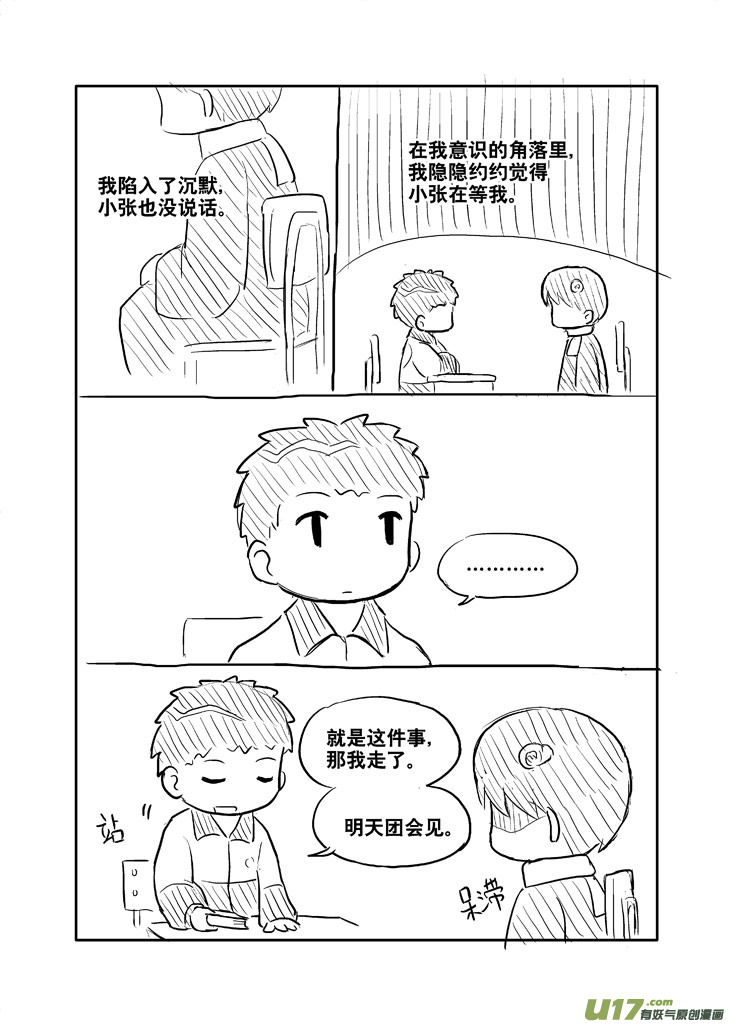 我陷入了沉默,
小张也没说话。
在我意识的角落里,
我隐隐约约觉得
小张在等我。
…………
就是这件事,
那我走了。
明天团会见。
站
呆滞
U17.com
有妖气原创漫画